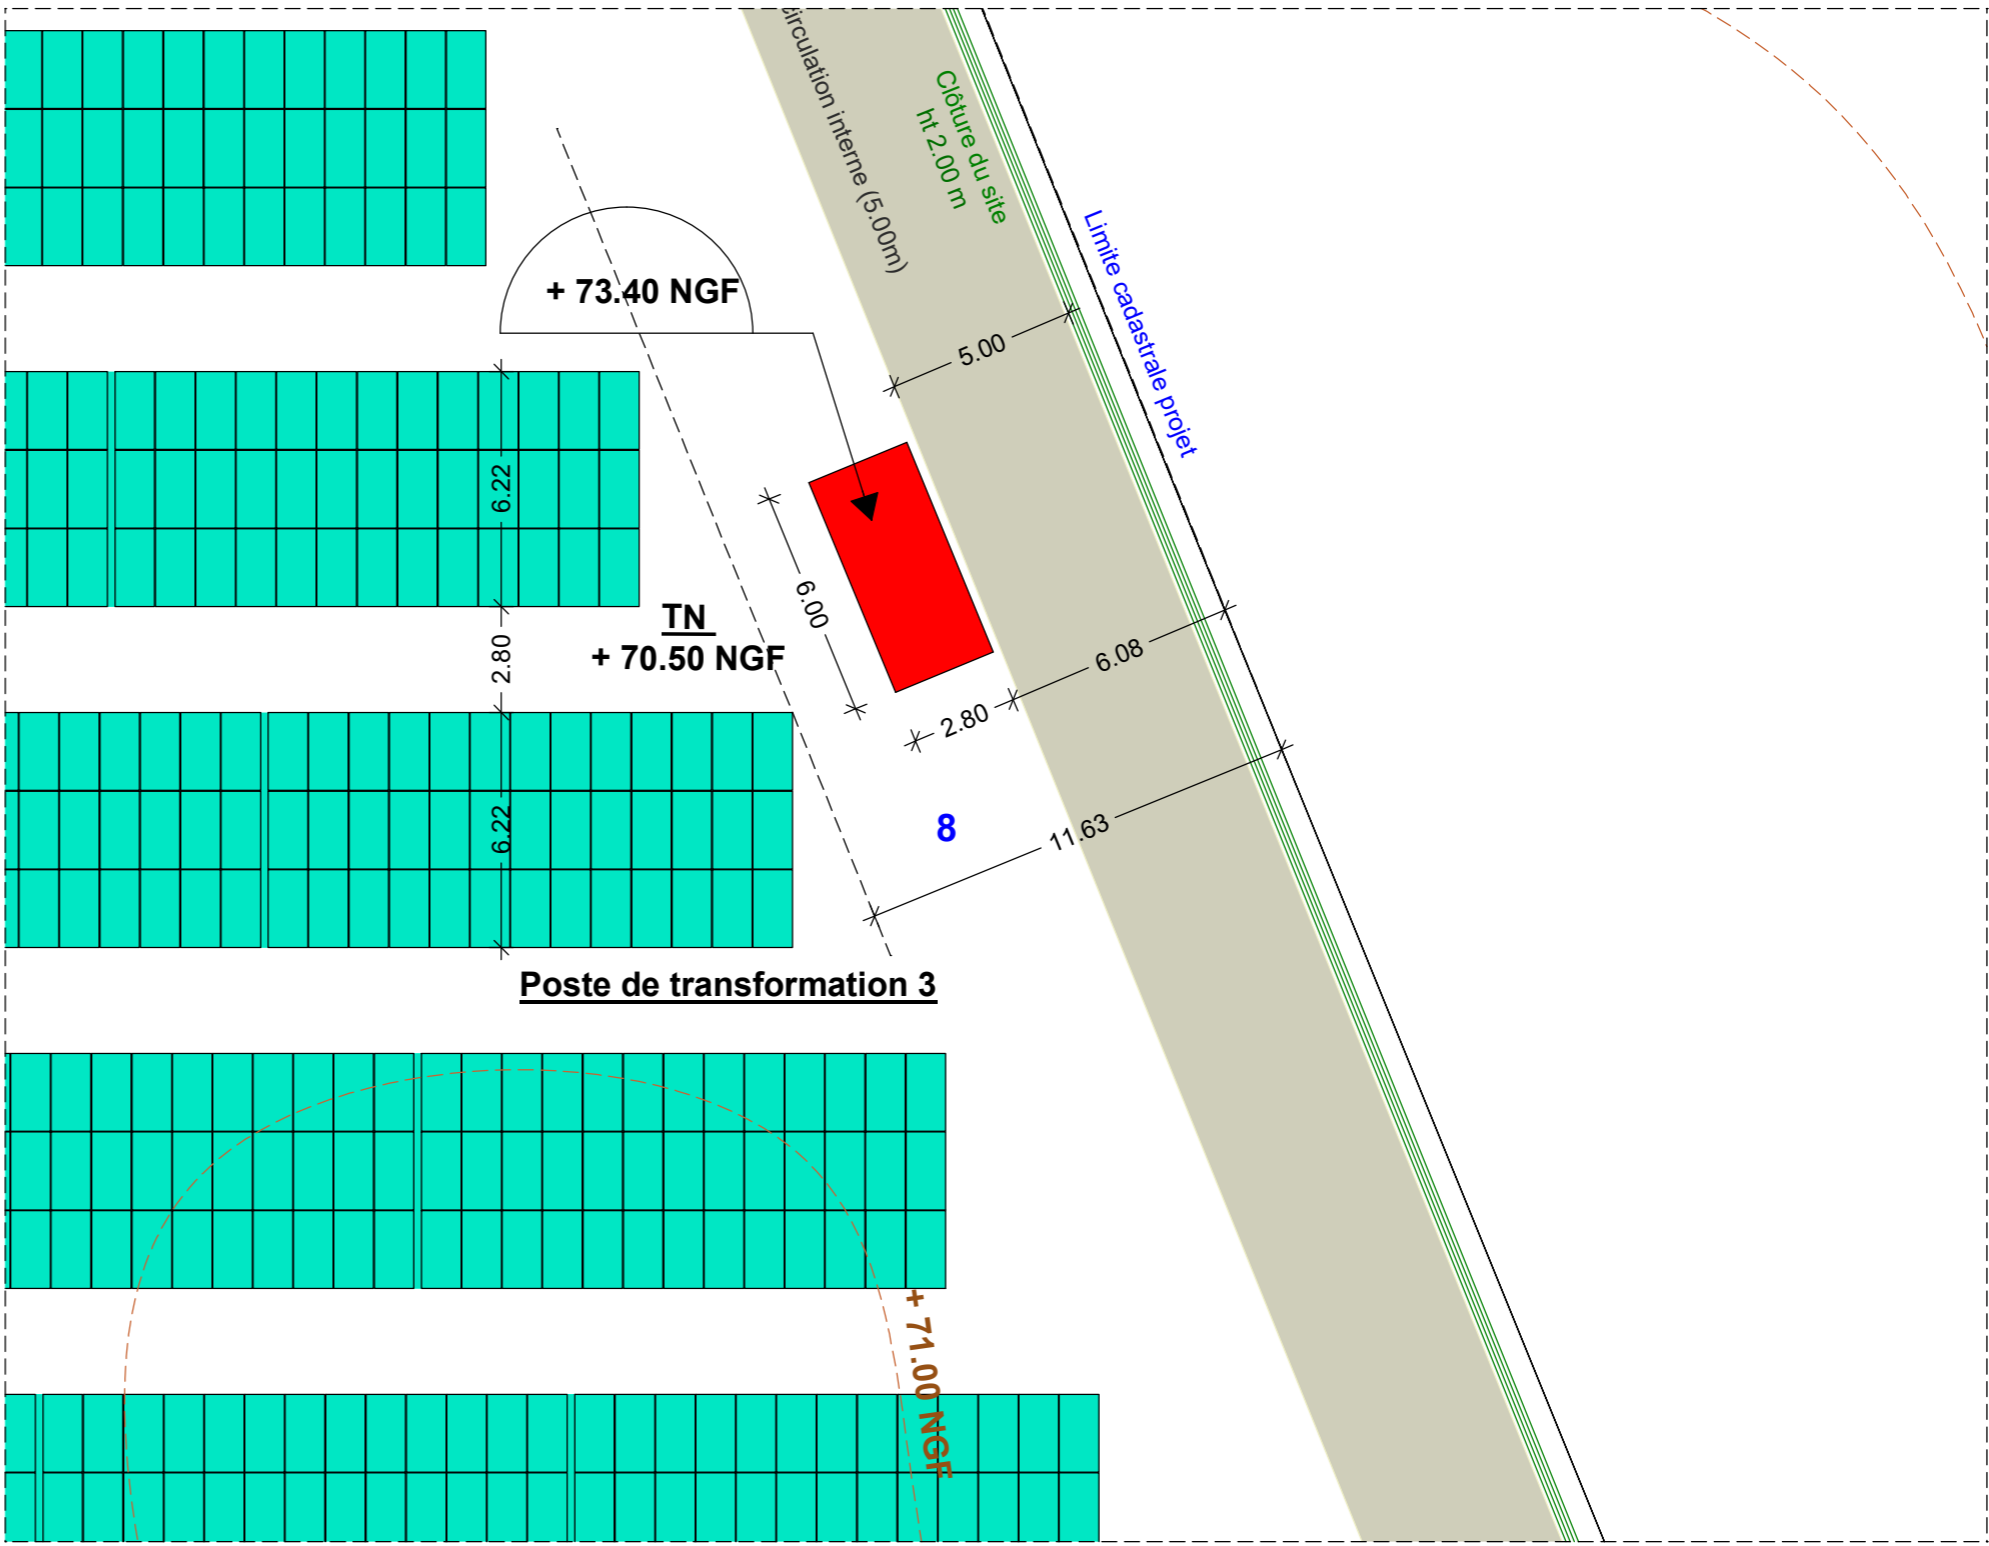 irculation interne (5.00m)
Clôture du site
ht 2.00 m
Limite cadastrale projet
+ 73.40 NGF
5.00
6.22
6.00
TN
+ 70.50 NGF
2.80
6.08
2.80
6.22
8
11.63
Poste de transformation 3
+ 71.00 NGF